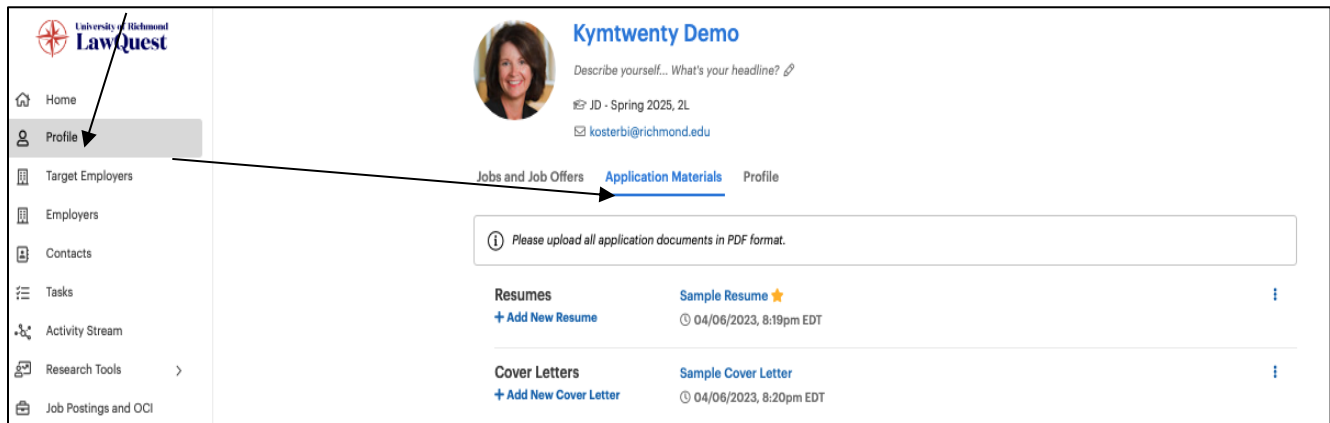 University of Richmond
LawQuest
Home
Profile
Target Employers
Employers
Contacts
Tasks
Activity Stream
Research Tools
Job Postings and OCI
Kymtwenty Demo
Describe yourself... What's your headline?
JD - Spring 2025, 2L
kosterbi@richmond.edu
Jobs and Job Offers Application Materials Profile
Please upload all application documents in PDF format.
Resumes
+ Add New Resume
Sample Resume
04/06/2023, 8:19pm EDT
Cover Letters
+ Add New Cover Letter
Sample Cover Letter
04/06/2023, 8:20pm EDT